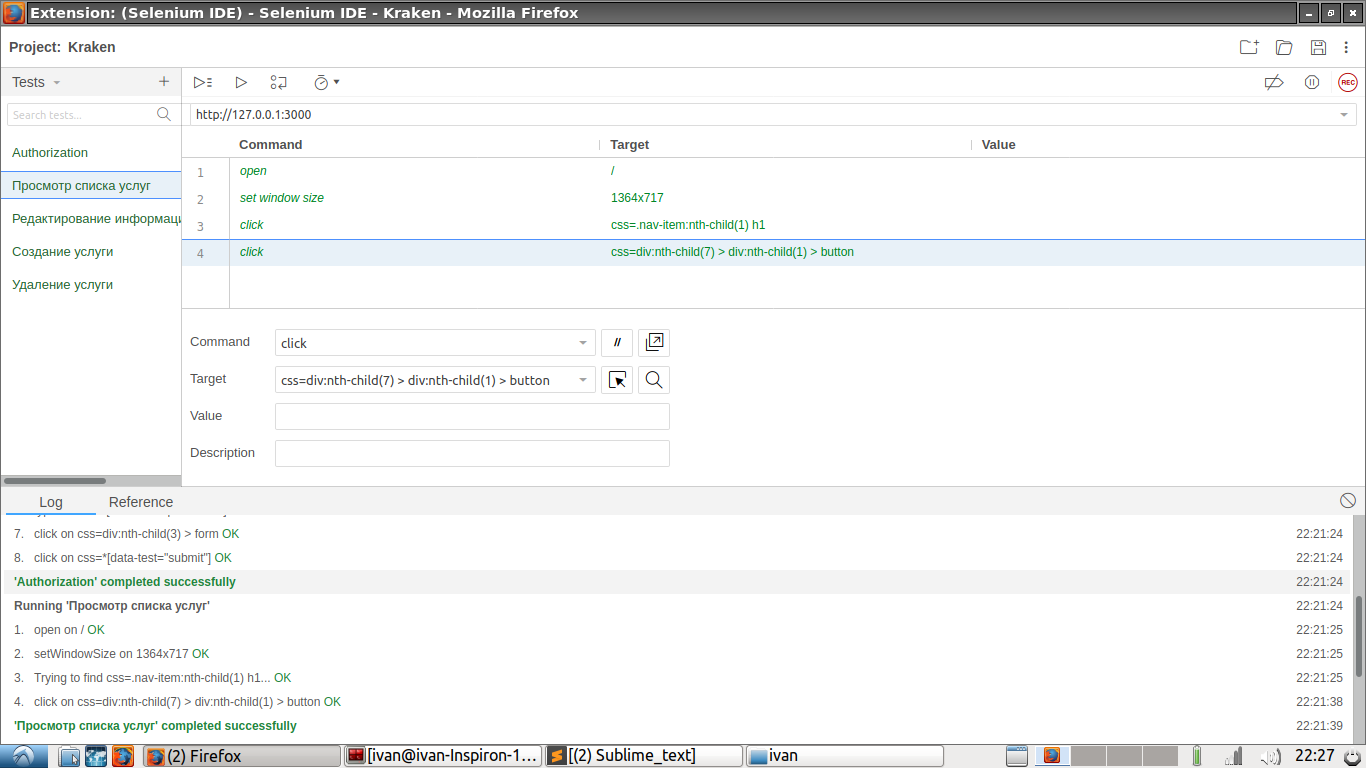 Extension: (Selenium IDE) - Selenium IDE - Kraken - Mozilla Firefox
Project: Kraken
Tests
REC
Search tests...
http://127.0.0.1:3000
Command Target Value
Authorization
Просмотр списка услуг
Редактирование информаци
Создание услуги
Удаление услуги
1 open /
2 set window size 1364x717
3 click css=.nav-item:nth-child(1) h1
4 click css=div:nth-child(7) > div:nth-child(1) > button
Command click //
Target css=div:nth-child(7) > div:nth-child(1) > button
Value
Description
Log Reference
7. click on css=div:nth-child(3) > form OK 22:21:24
8. click on css=*[data-test="submit"] OK 22:21:24
'Authorization' completed successfully 22:21:24
Running 'Просмотр списка услуг' 22:21:24
1. open on / OK 22:21:25
2. setWindowSize on 1364x717 OK 22:21:25
3. Trying to find css=.nav-item:nth-child(1) h1... OK 22:21:25
4. click on css=div:nth-child(7) > div:nth-child(1) > button OK 22:21:38
'Просмотр списка услуг' completed successfully 22:21:39
(2) Firefox [ivan@ivan-Inspiron-1... [(2) Sublime_text] ivan 22:27